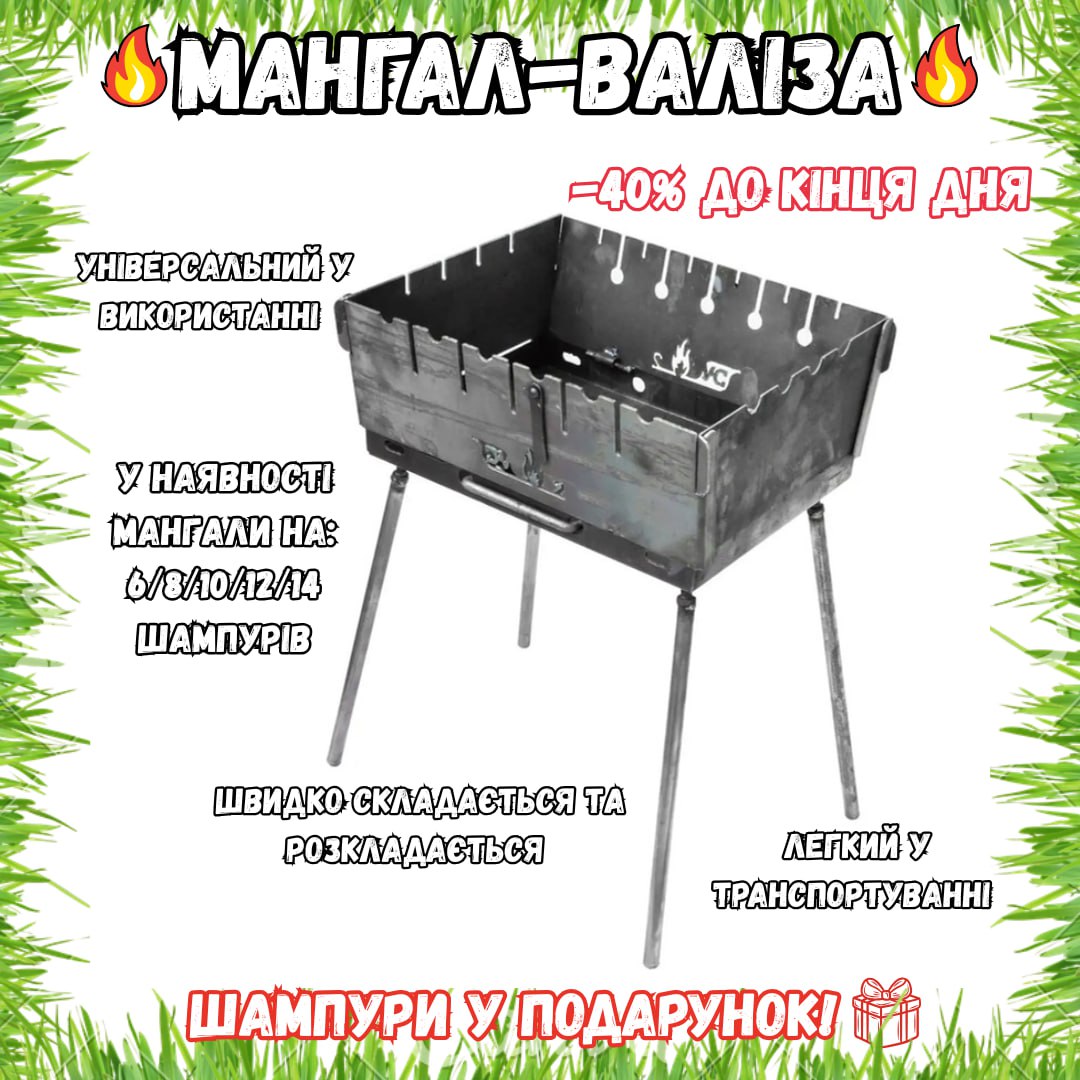 МАНГАЛ-ВАЛІЗА
-40% ДО КІНЦЯ ДНЯ
УНІВЕРСАЛЬНИЙ У
ВИКОРИСТАННІ
У НАЯВНОСТІ
МАНГАЛИ НА:
6/8/10/12/14
ШАМПУРІВ
ШВИДКО СКЛАДАЄТЬСЯ ТА
РОЗКЛАДАЄТЬСЯ
ЛЕГКИЙ У
ТРАНСПОРТУВАННІ
ШАМПУРИ У ПОДАРУНОК!